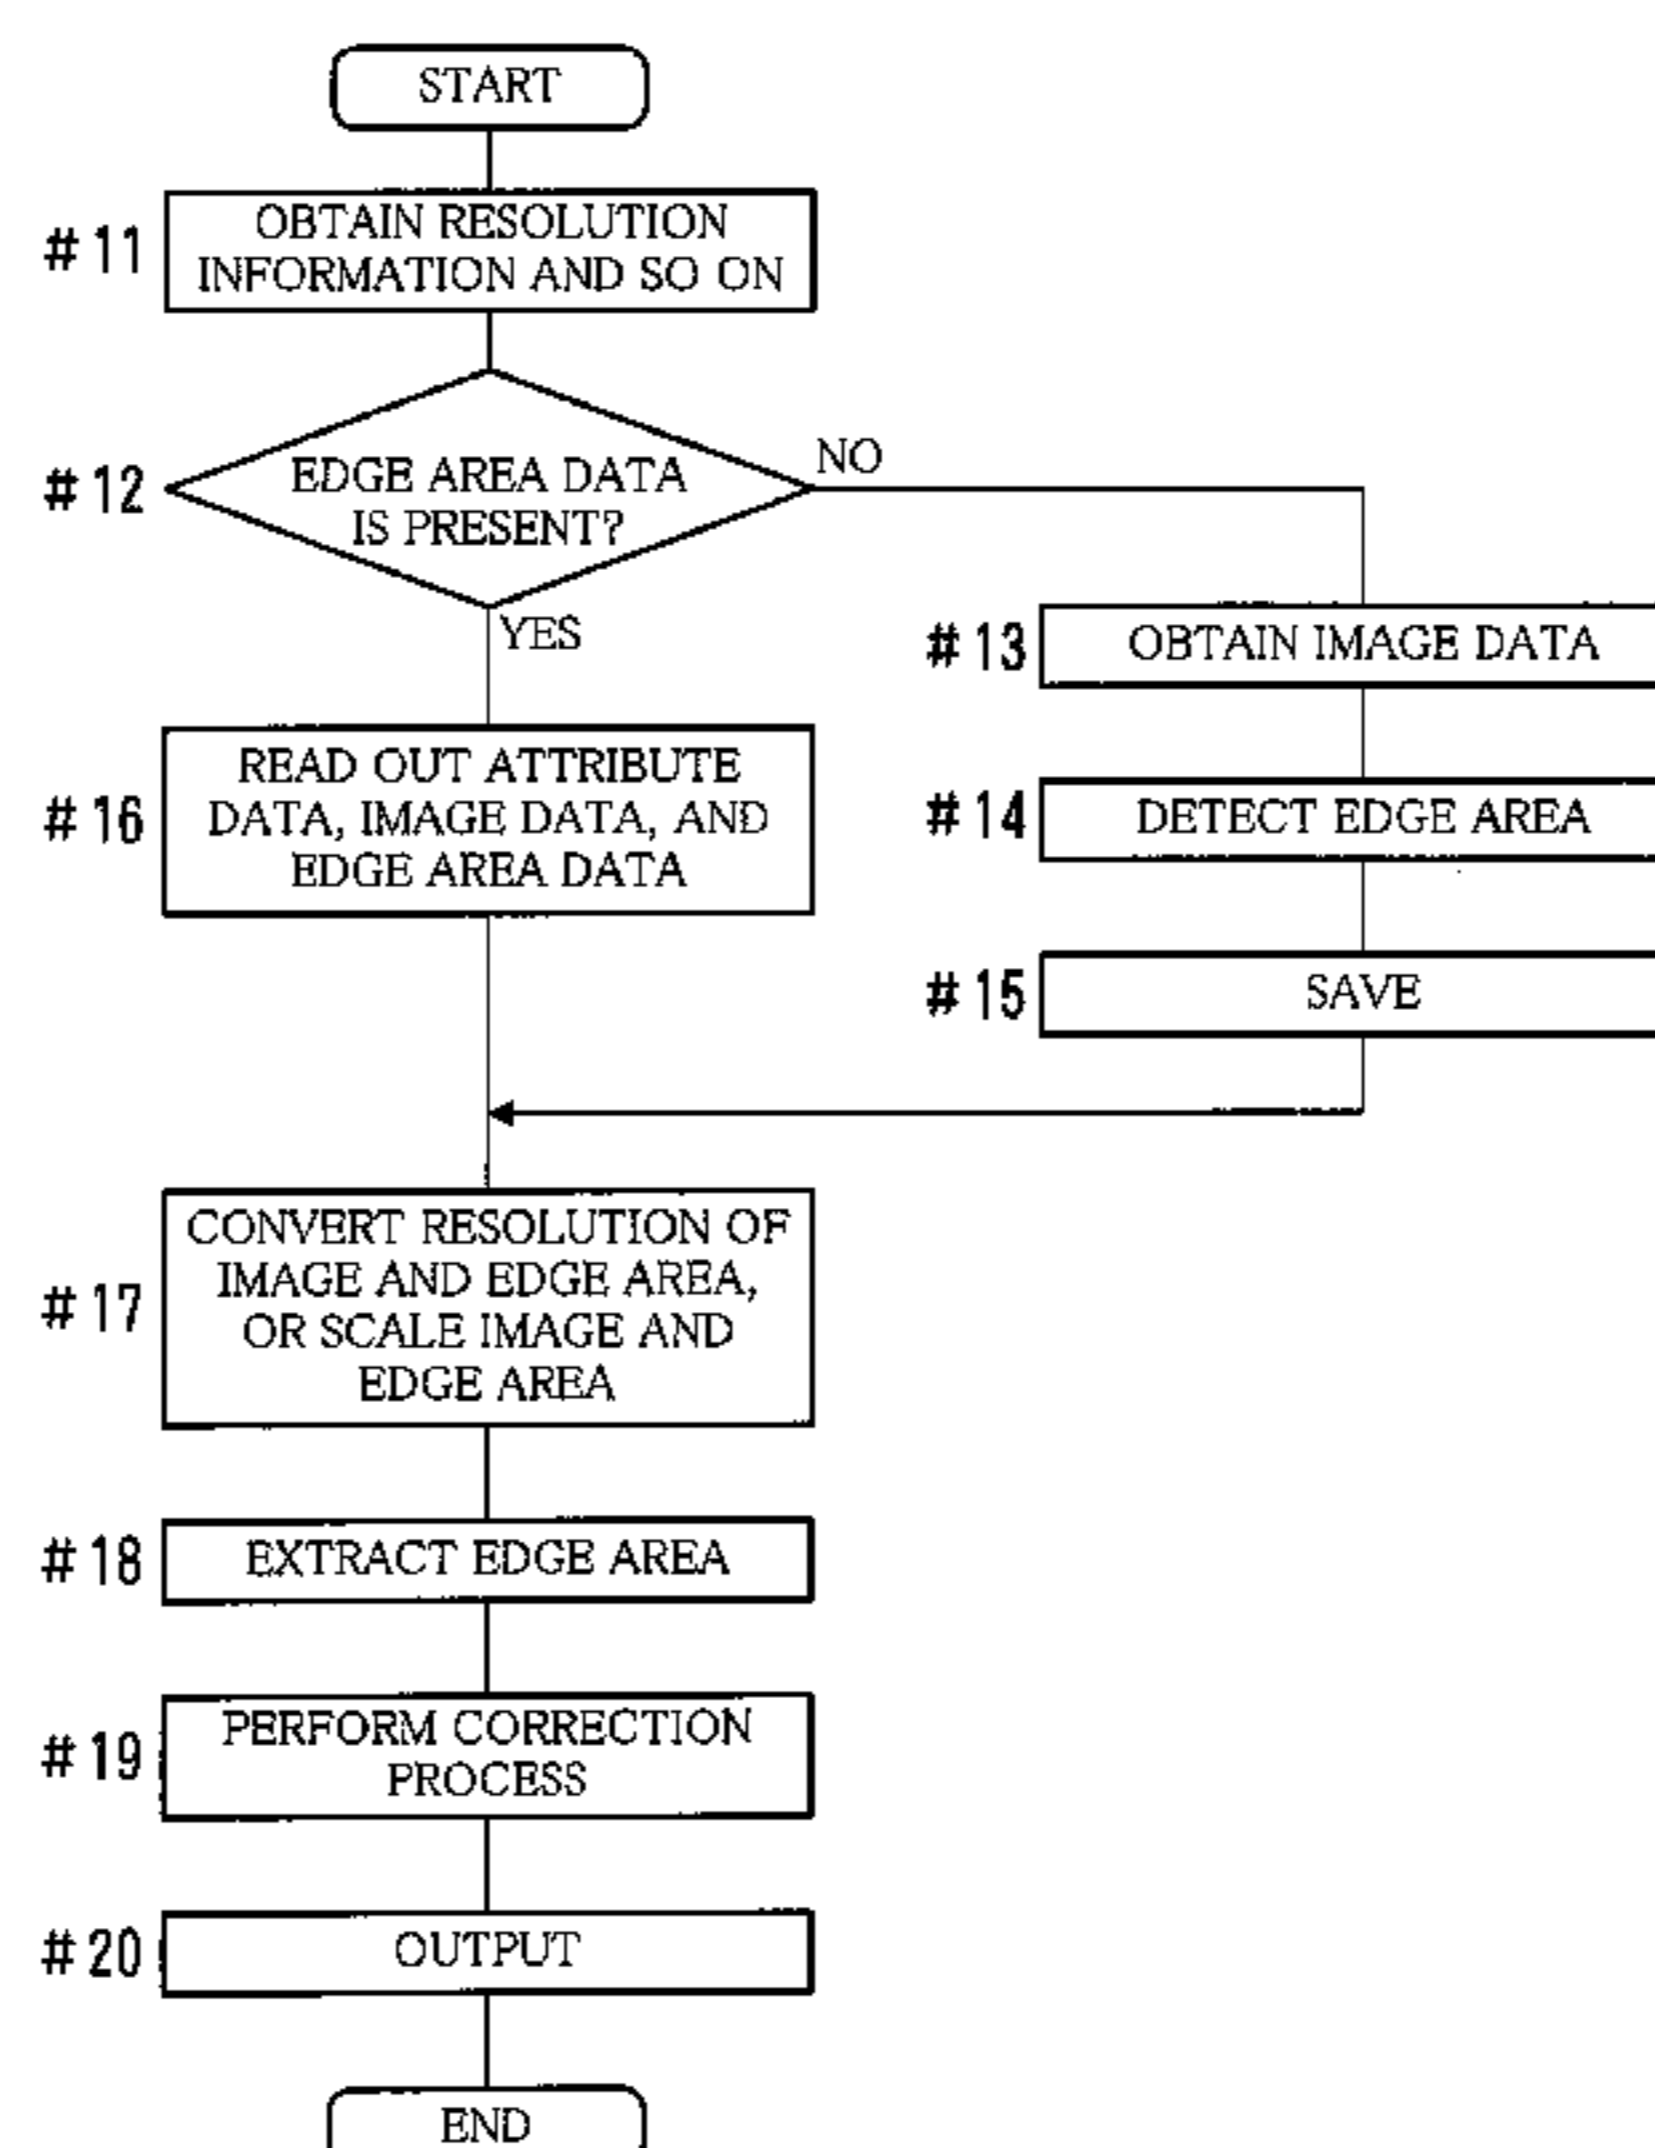 START
#11
OBTAIN RESOLUTION
INFORMATION AND SO ON
#12
EDGE AREA DATA
IS PRESENT?
NO
YES
#13
OBTAIN IMAGE DATA
#14
DETECT EDGE AREA
#15
SAVE
#16
READ OUT ATTRIBUTE
DATA, IMAGE DATA, AND
EDGE AREA DATA
#17
CONVERT RESOLUTION OF
IMAGE AND EDGE AREA,
OR SCALE IMAGE AND
EDGE AREA
#18
EXTRACT EDGE AREA
#19
PERFORM CORRECTION
PROCESS
#20
OUTPUT
END